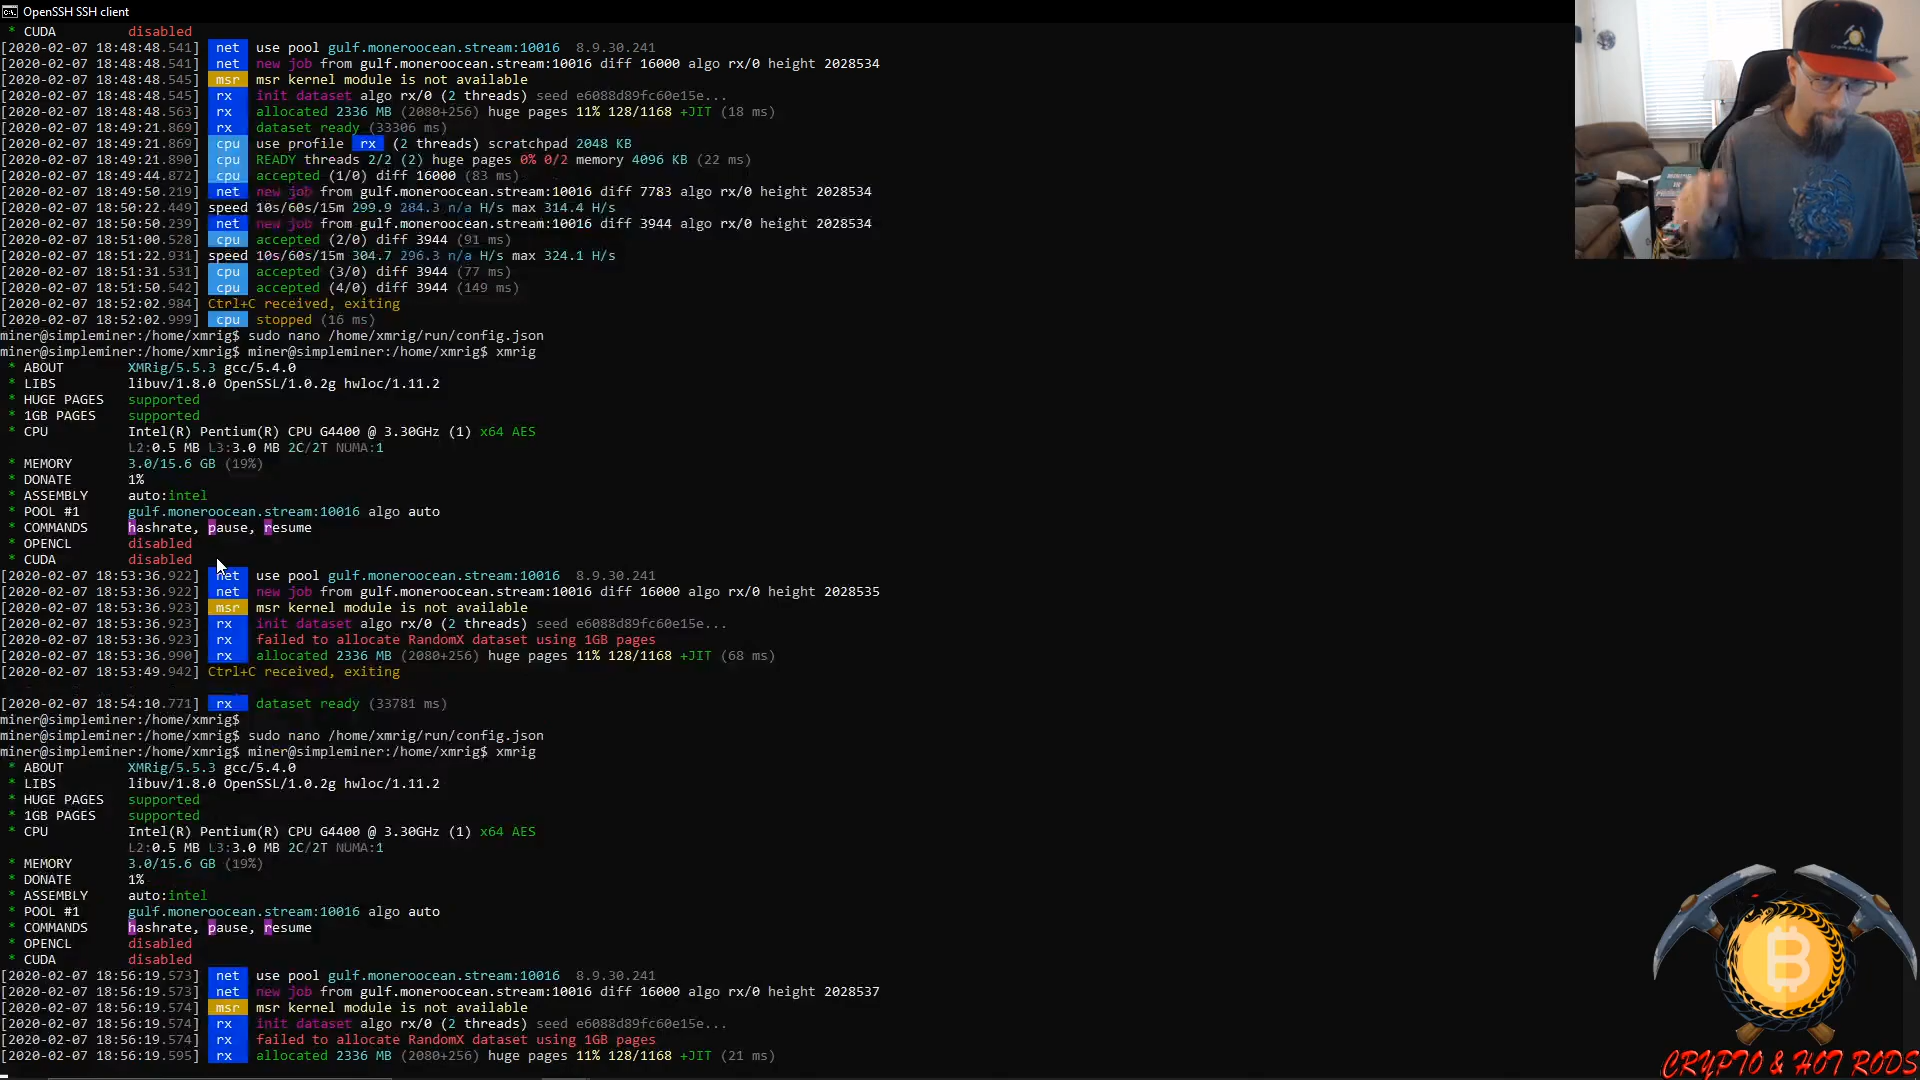 OpenSSH SSH client
* CUDA disabled
[2020-02-07 18:48:48.541] net use pool gulf.moneroocean.stream:10016 8.9.30.241
[2020-02-07 18:48:48.541] net new job from gulf.moneroocean.stream:10016 diff 16000 algo rx/0 height 2028534
[2020-02-07 18:48:48.545] msr msr kernel module is not available
[2020-02-07 18:48:48.545] rx init dataset algo rx/0 (2 threads) seed e6088d89fc60e15e...
[2020-02-07 18:48:48.563] rx allocated 2336 MB (2080+256) huge pages 11% 128/1168 +JIT (18 ms)
[2020-02-07 18:49:21.869] rx dataset ready (33306 ms)
[2020-02-07 18:49:21.869] cpu use profile rx (2 threads) scratchpad 2048 KB
[2020-02-07 18:49:21.890] cpu READY threads 2/2 (2) huge pages 0% 0/2 memory 4096 KB (22 ms)
[2020-02-07 18:49:44.872] cpu accepted (1/0) diff 16000 (83 ms)
[2020-02-07 18:49:50.219] net new job from gulf.moneroocean.stream:10016 diff 7783 algo rx/0 height 2028534
[2020-02-07 18:50:22.449] speed 10s/60s/15m 299.9 284.3 n/a H/s max 314.4 H/s
[2020-02-07 18:50:50.239] net new job from gulf.moneroocean.stream:10016 diff 3944 algo rx/0 height 2028534
[2020-02-07 18:51:00.528] cpu accepted (2/0) diff 3944 (91 ms)
[2020-02-07 18:51:22.931] speed 10s/60s/15m 304.7 296.3 n/a H/s max 324.1 H/s
[2020-02-07 18:51:31.531] cpu accepted (3/0) diff 3944 (77 ms)
[2020-02-07 18:51:50.542] cpu accepted (4/0) diff 3944 (149 ms)
[2020-02-07 18:52:02.984] Ctrl+C received, exiting
[2020-02-07 18:52:02.999] cpu stopped (16 ms)
miner@simpleminer:/home/xmrig$ sudo nano /home/xmrig/run/config.json
miner@simpleminer:/home/xmrig$ miner@simpleminer:/home/xmrig$ xmrig
* ABOUT XMRig/5.5.3 gcc/5.4.0
* LIBS libuv/1.8.0 OpenSSL/1.0.2g hwloc/1.11.2
* HUGE PAGES supported
* 1GB PAGES supported
* CPU Intel(R) Pentium(R) CPU G4400 @ 3.30GHz (1) x64 AES
L2:0.5 MB L3:3.0 MB 2C/2T NUMA:1
* MEMORY 3.0/15.6 GB (19%)
* DONATE 1%
* ASSEMBLY auto:intel
* POOL #1 gulf.moneroocean.stream:10016 algo auto
* COMMANDS hashrate, pause, resume
* OPENCL disabled
* CUDA disabled
[2020-02-07 18:53:36.922] net use pool gulf.moneroocean.stream:10016 8.9.30.241
[2020-02-07 18:53:36.922] net new job from gulf.moneroocean.stream:10016 diff 16000 algo rx/0 height 2028535
[2020-02-07 18:53:36.923] msr msr kernel module is not available
[2020-02-07 18:53:36.923] rx init dataset algo rx/0 (2 threads) seed e6088d89fc60e15e...
[2020-02-07 18:53:36.923] rx failed to allocate RandomX dataset using 1GB pages
[2020-02-07 18:53:36.990] rx allocated 2336 MB (2080+256) huge pages 11% 128/1168 +JIT (68 ms)
[2020-02-07 18:53:49.942] Ctrl+C received, exiting
[2020-02-07 18:54:10.771] rx dataset ready (33781 ms)
miner@simpleminer:/home/xmrig$
miner@simpleminer:/home/xmrig$ sudo nano /home/xmrig/run/config.json
miner@simpleminer:/home/xmrig$ miner@simpleminer:/home/xmrig$ xmrig
* ABOUT XMRig/5.5.3 gcc/5.4.0
* LIBS libuv/1.8.0 OpenSSL/1.0.2g hwloc/1.11.2
* HUGE PAGES supported
* 1GB PAGES supported
* CPU Intel(R) Pentium(R) CPU G4400 @ 3.30GHz (1) x64 AES
L2:0.5 MB L3:3.0 MB 2C/2T NUMA:1
* MEMORY 3.0/15.6 GB (19%)
* DONATE 1%
* ASSEMBLY auto:intel
* POOL #1 gulf.moneroocean.stream:10016 algo auto
* COMMANDS hashrate, pause, resume
* OPENCL disabled
* CUDA disabled
[2020-02-07 18:56:19.573] net use pool gulf.moneroocean.stream:10016 8.9.30.241
[2020-02-07 18:56:19.573] net new job from gulf.moneroocean.stream:10016 diff 16000 algo rx/0 height 2028537
[2020-02-07 18:56:19.574] msr msr kernel module is not available
[2020-02-07 18:56:19.574] rx init dataset algo rx/0 (2 threads) seed e6088d89fc60e15e...
[2020-02-07 18:56:19.574] rx failed to allocate RandomX dataset using 1GB pages
[2020-02-07 18:56:19.595] rx allocated 2336 MB (2080+256) huge pages 11% 128/1168 +JIT (21 ms)
CRYPTO & HOT RODS